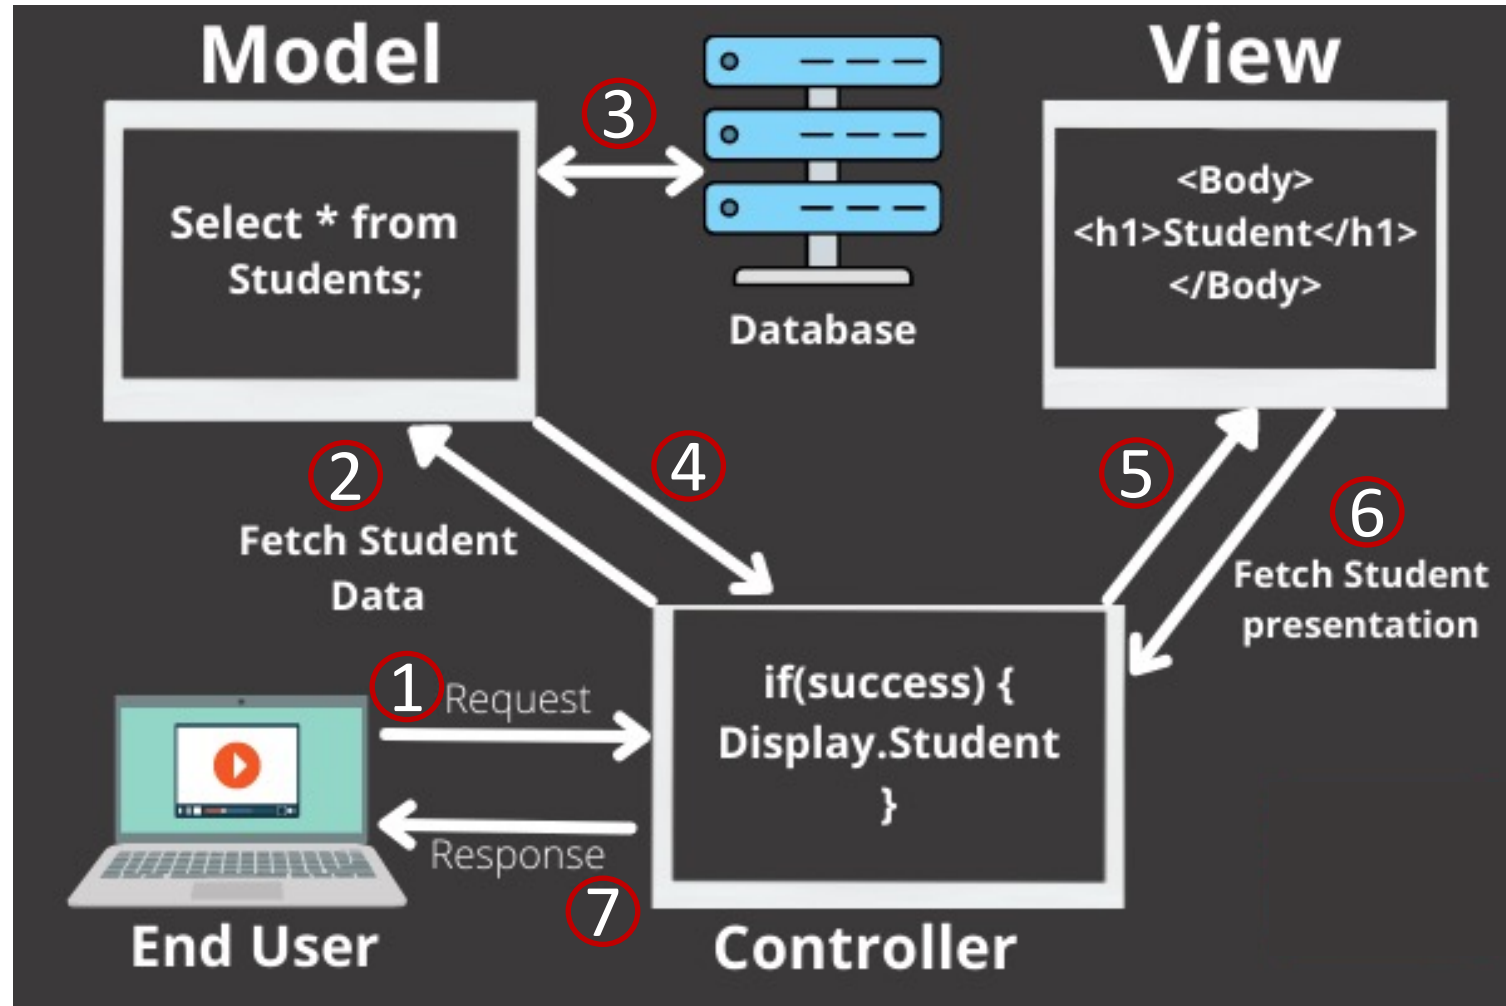 Model
View
③
Select * from
Students;
<Body>
<h1>Student</h1>
</Body>
Database
②
④
⑤
⑥
Fetch Student
Data
Fetch Student
presentation
① Request
if(success) {
Display.Student
}
Response
⑦
End User
Controller